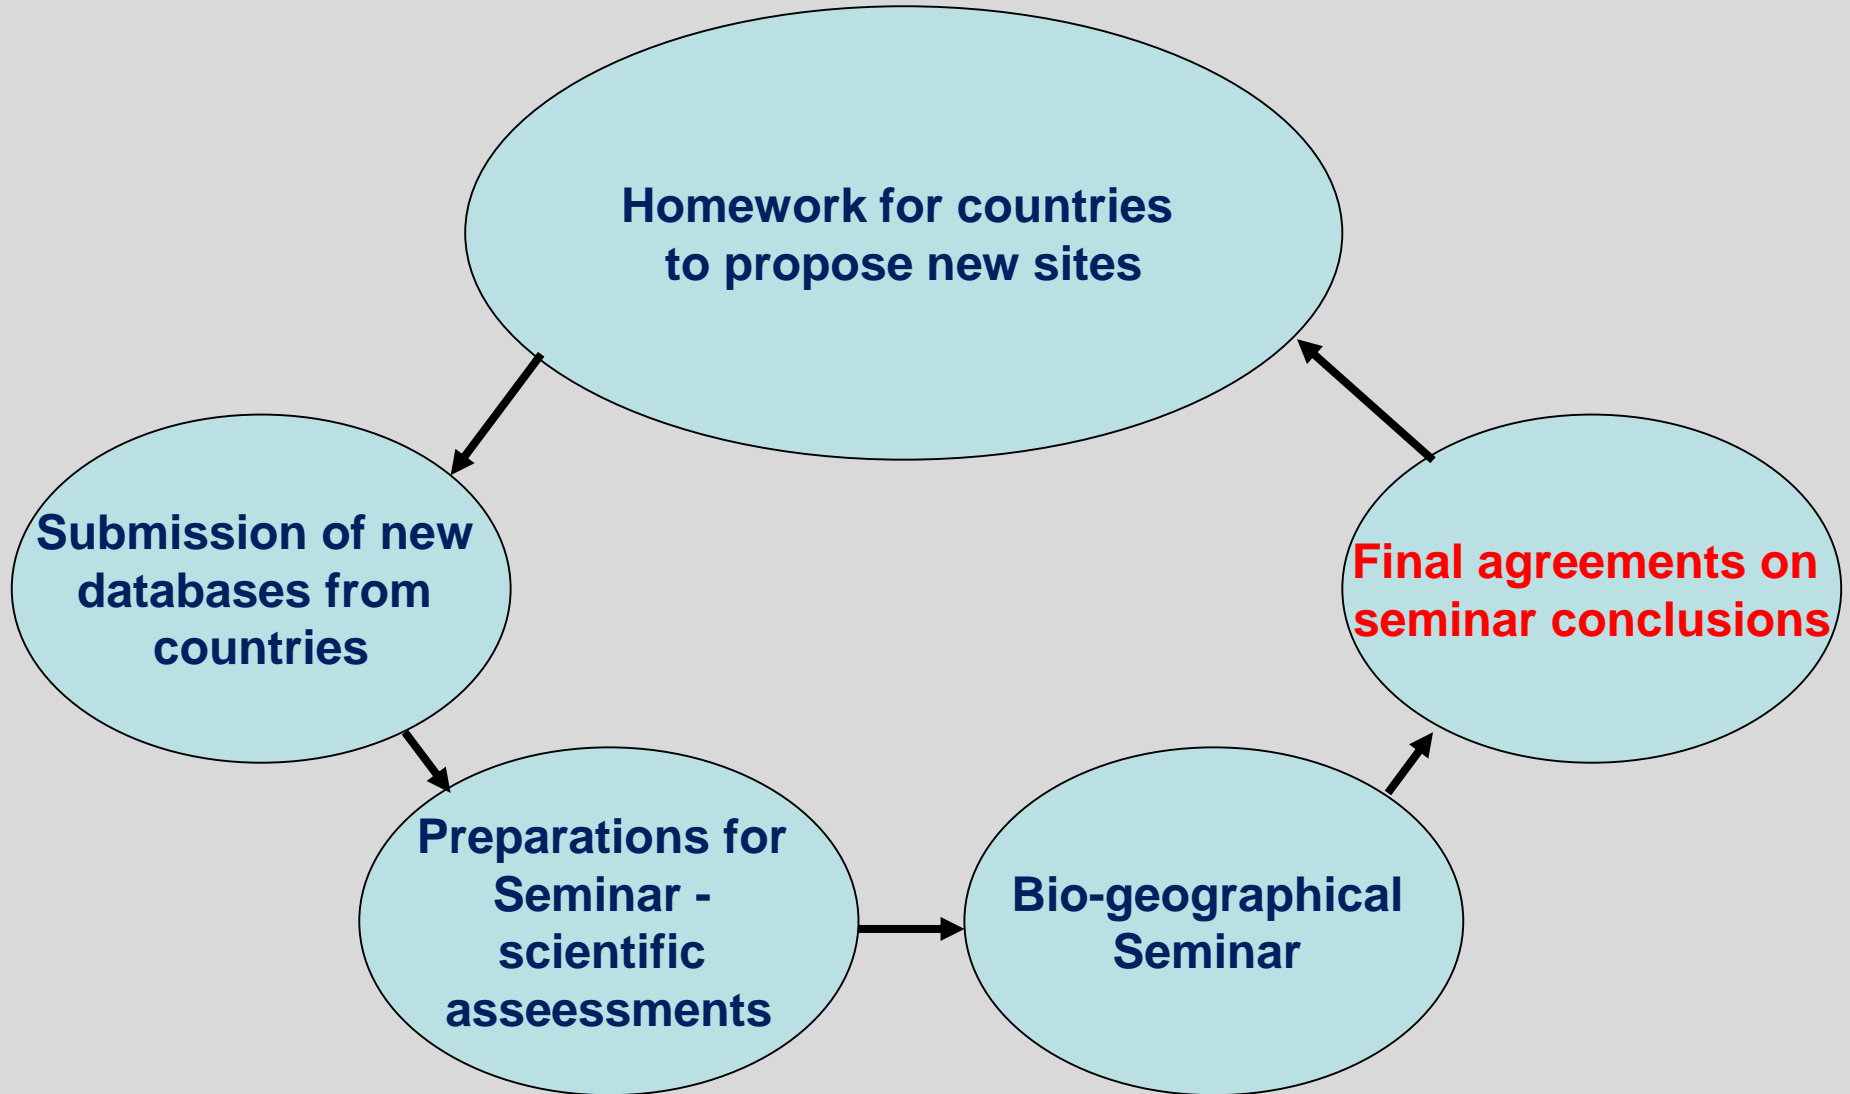 Homework for countries
to propose new sites
Submission of new
databases from
countries
Final agreements on
seminar conclusions
Preparations for
Seminar -
scientific
asseessments
Bio-geographical
Seminar